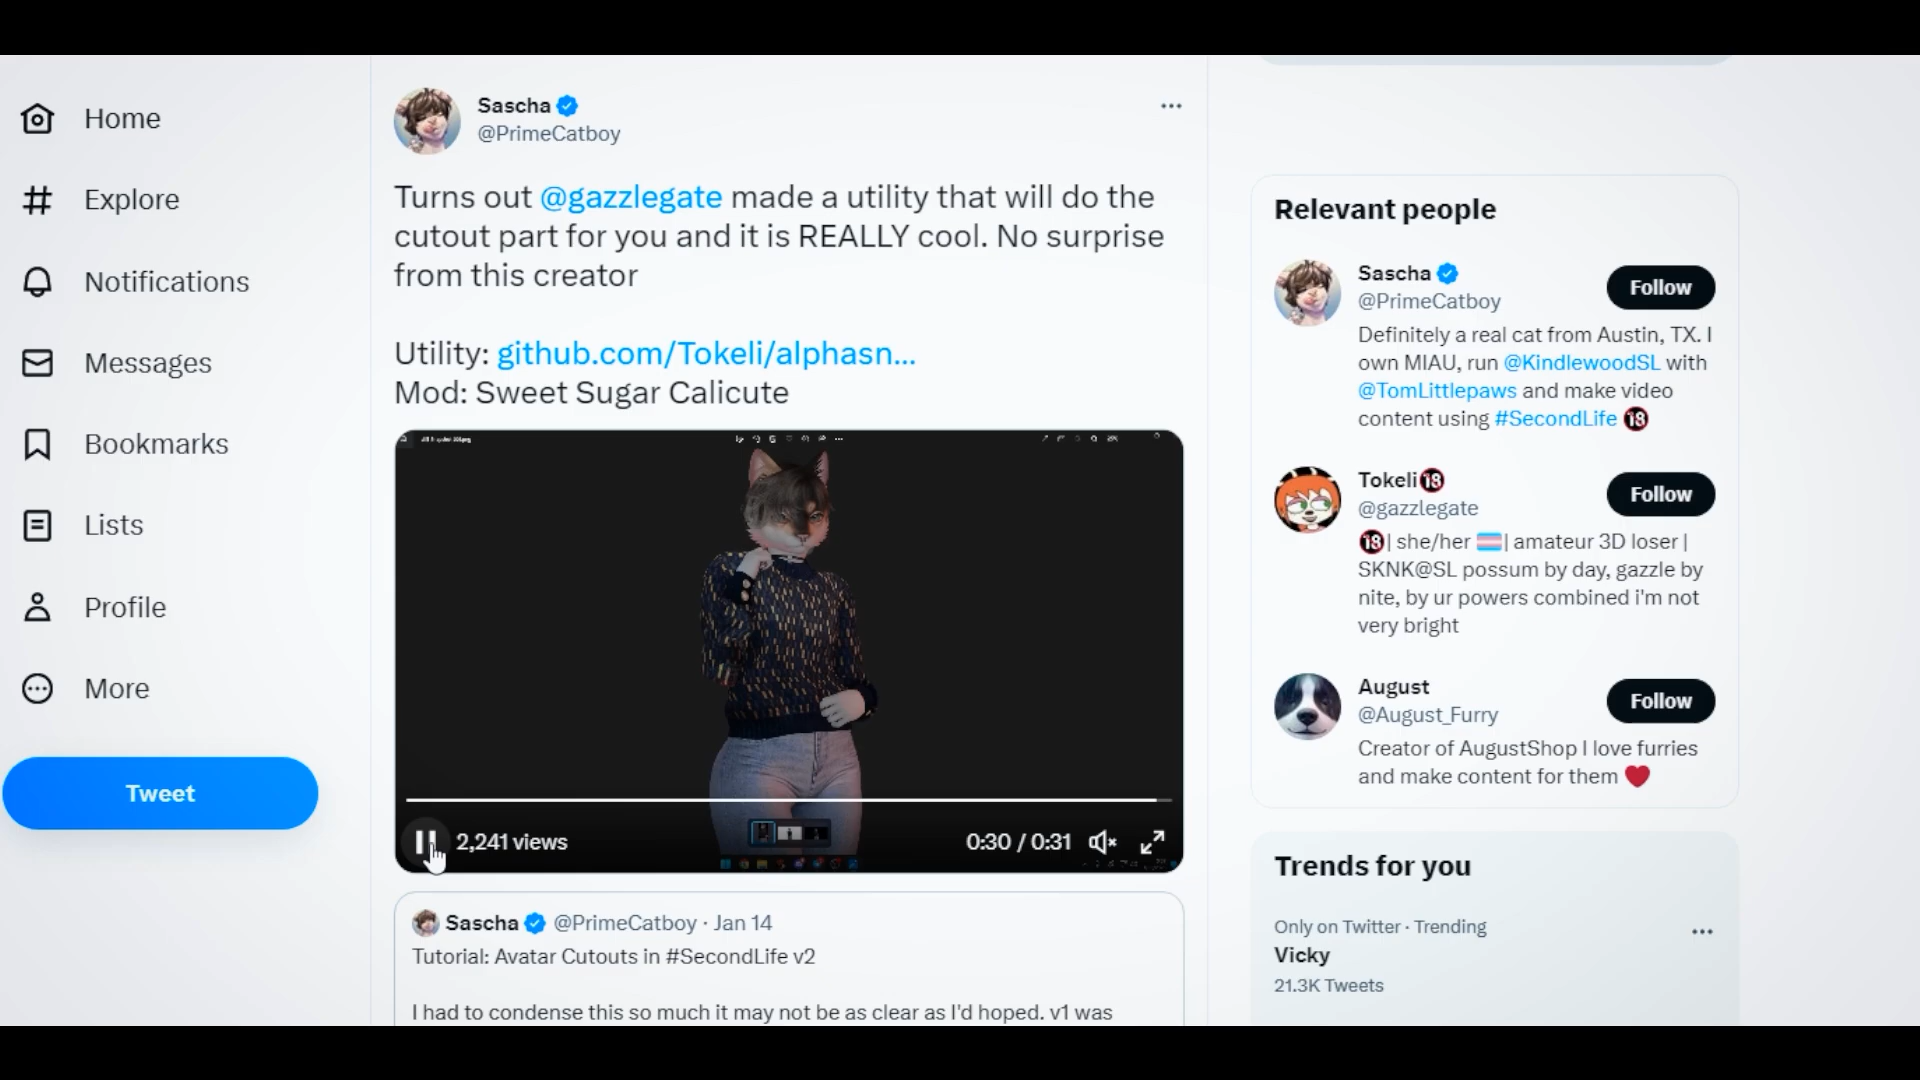 Home
Explore
Notifications
Messages
Bookmarks
Lists
Profile
More
Tweet
Sascha
@PrimeCatboy
Turns out @gazzlegate made a utility that will do the
cutout part for you and it is REALLY cool. No surprise
from this creator
Utility: github.com/Tokeli/alphasn...
Mod: Sweet Sugar Calicute
2,241 views
0:30 / 0:31
Sascha @PrimeCatboy · Jan 14
Tutorial: Avatar Cutouts in #SecondLife v2
I had to condense this so much it may not be as clear as I'd hoped. v1 was
Relevant people
Sascha
@PrimeCatboy
Follow
Definitely a real cat from Austin, TX. I
own MIAU, run @KindlewoodSL with
@TomLittlepaws and make video
content using #SecondLife 🔞
Tokeli🔞
@gazzlegate
Follow
🔞| she/her 🏳️‍⚧️| amateur 3D loser |
SKNK@SL possum by day, gazzle by
nite, by ur powers combined i'm not
very bright
August
@August_Furry
Follow
Creator of AugustShop I love furries
and make content for them ❤️
Trends for you
Only on Twitter · Trending
Vicky
21.3K Tweets